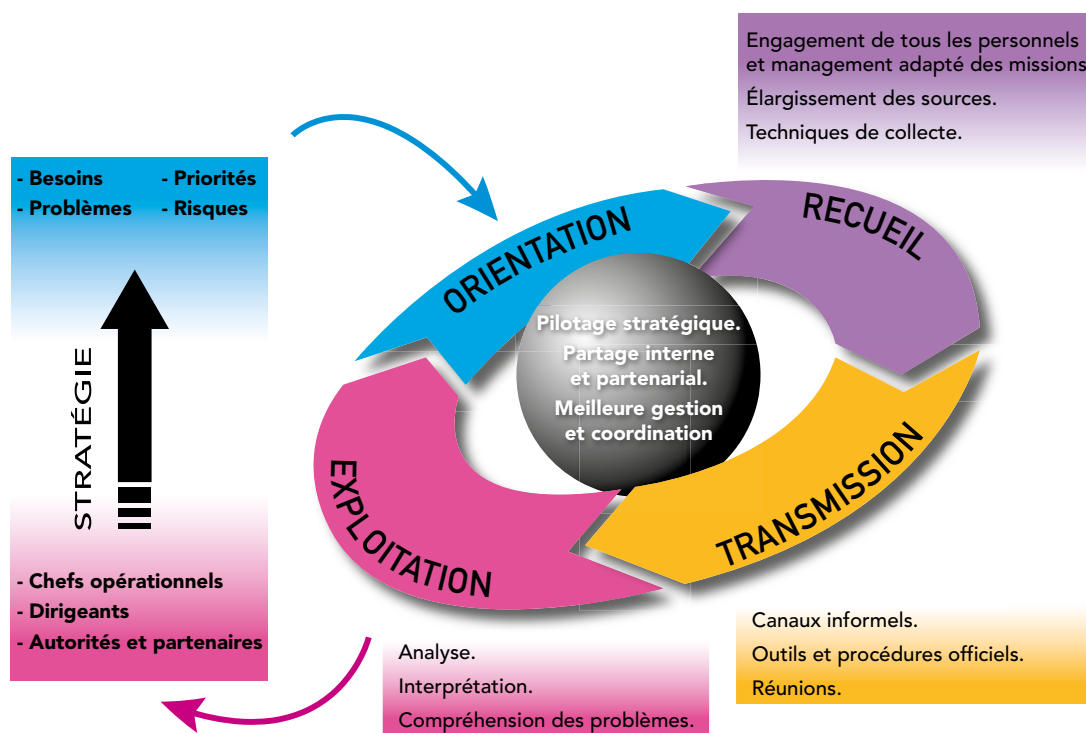 Engagement de tous les personnels
et management adapté des missions
Élargissement des sources.
Techniques de collecte.
- Besoins - Priorités
- Problèmes - Risques
STRATÉGIE
- Chefs opérationnels
- Dirigeants
- Autorités et partenaires
ORIENTATION
RECUEIL
TRANSMISSION
EXPLOITATION
Pilotage stratégique.
Partage interne
et partenarial.
Meilleure gestion
et coordination
Analyse.
Interprétation.
Compréhension des problèmes.
Canaux informels.
Outils et procédures officiels.
Réunions.